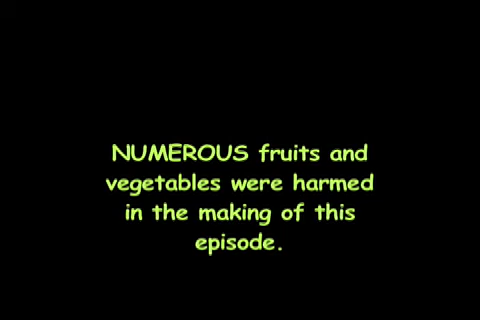 NUMEROUS fruits and
vegetables were harmed
in the making of this
episode.